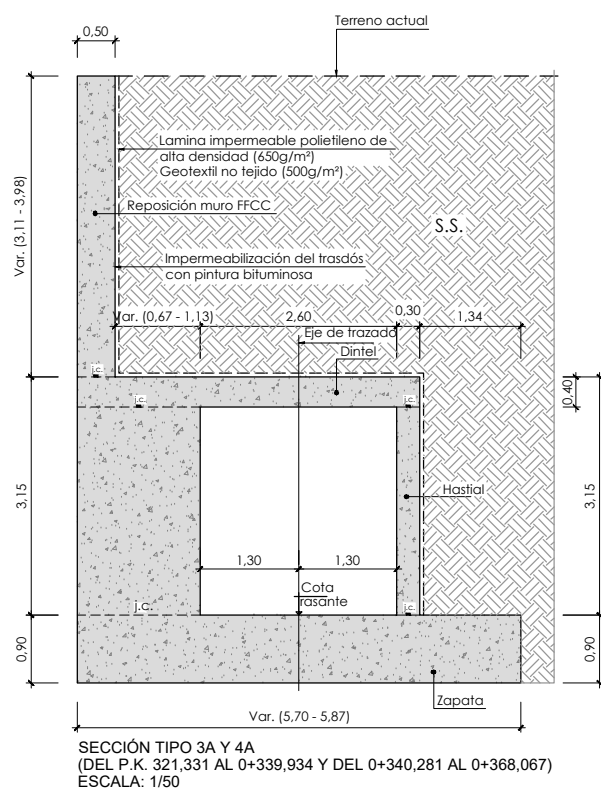 Terreno actual
0,50
Lamina impermeable polietileno de
alta densidad (650g/m²)
Geotextil no tejido (500g/m²)
Reposición muro FFCC
S.S.
Var. (3,11 - 3,98)
Impermeabilización del trasdós
con pintura bituminosa
Var. (0,67 - 1,13)
2,60
0,30
1,34
Eje de trazado
Dintel
j.c.
j.c.
j.c.
0,40
3,15
Hastial
3,15
1,30
1,30
Cota
rasante
j.c.
j.c.
0,90
0,90
Zapata
Var. (5,70 - 5,87)
SECCIÓN TIPO 3A Y 4A
(DEL P.K. 321,331 AL 0+339,934 Y DEL 0+340,281 AL 0+368,067)
ESCALA: 1/50